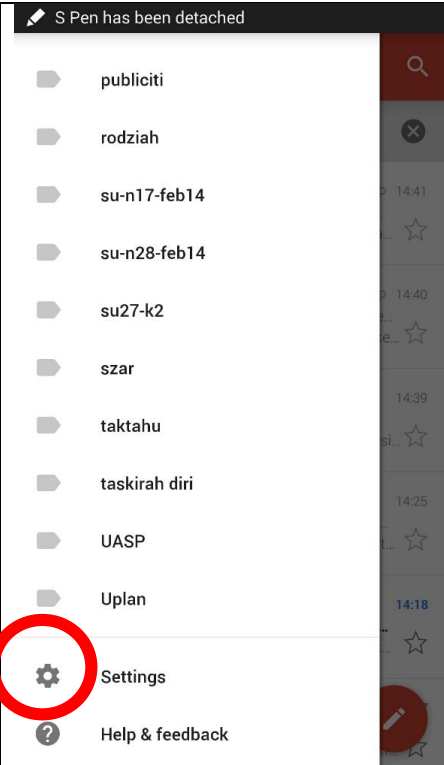 S Pen has been detached
publiciti
rodziah
su-n17-feb14
14:41
su-n28-feb14
14:40
su27-k2
szar
14:39
taktahu
taskirah diri
14:25
UASP
Uplan
14:18
Settings
Help & feedback